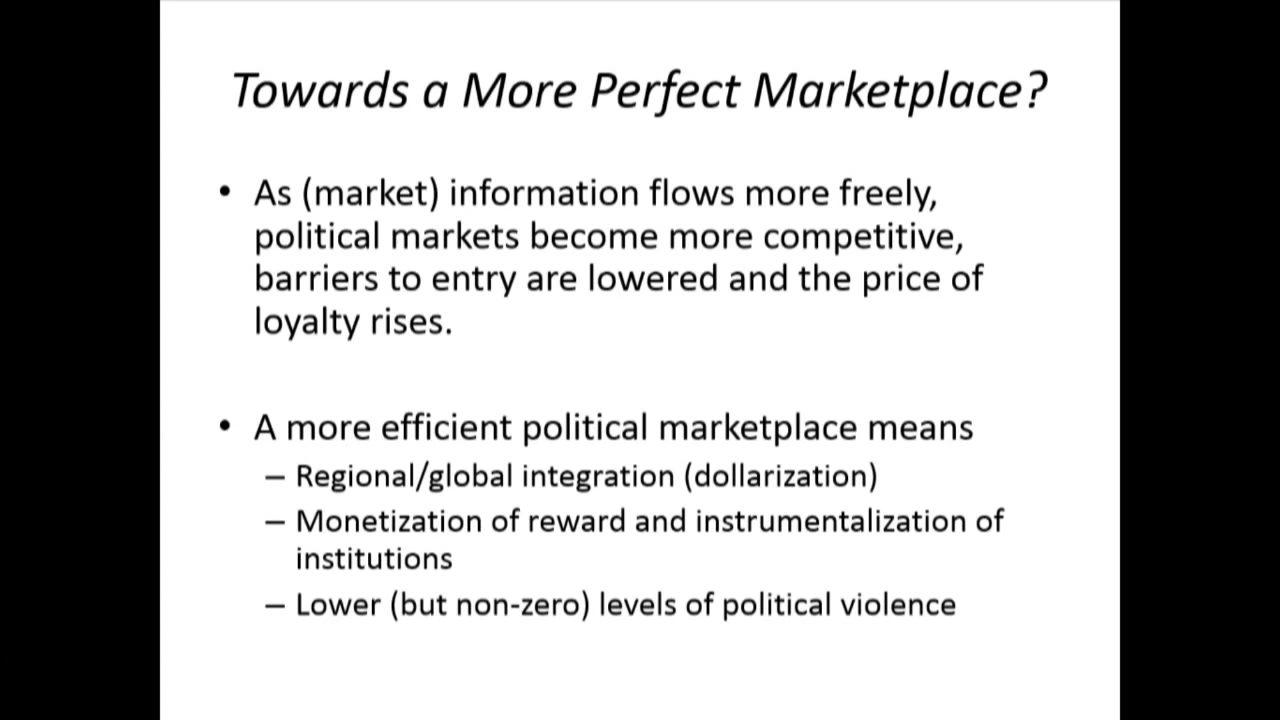 Towards a More Perfect Marketplace?
• As (market) information flows more freely,
political markets become more competitive,
barriers to entry are lowered and the price of
loyalty rises.
• A more efficient political marketplace means
– Regional/global integration (dollarization)
– Monetization of reward and instrumentalization of
institutions
– Lower (but non-zero) levels of political violence